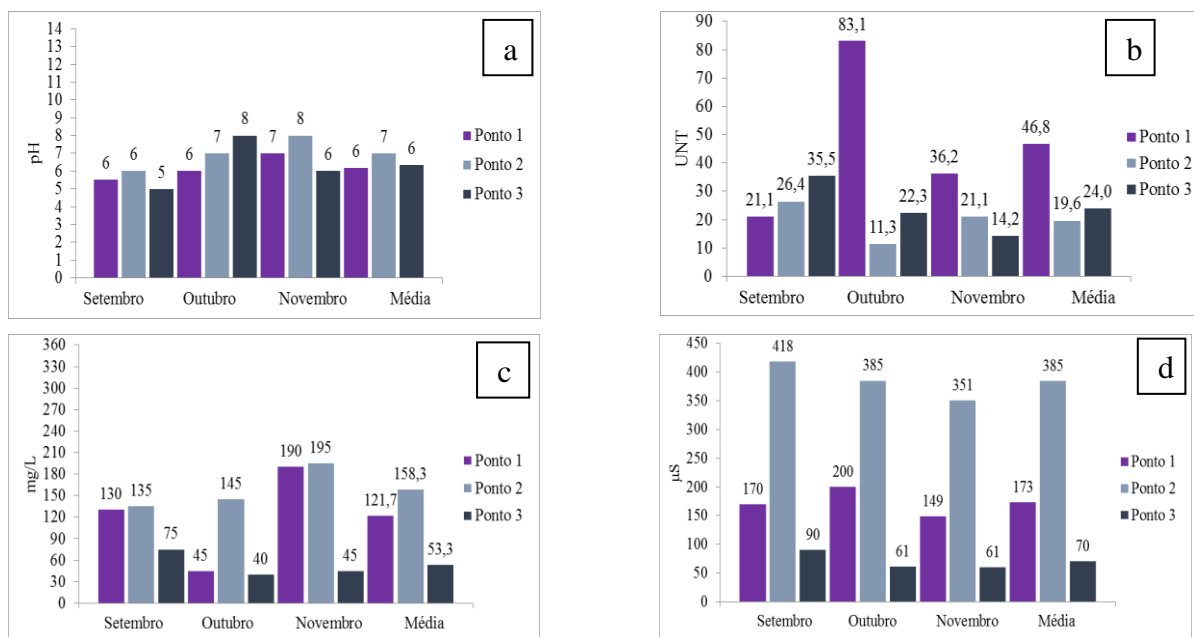 a
14
13
12
11
10
9
8
7
6
5
4
3
2
1
0
pH
6 6 5
6 7 8
7 8 6
6 7 6
Setembro Outubro Novembro Média
Ponto 1
Ponto 2
Ponto 3
b
90
80
70
60
50
40
30
20
10
0
UNT
21,1 26,4 35,5
83,1 11,3 22,3
36,2 21,1 14,2
46,8 19,6 24,0
Setembro Outubro Novembro Média
Ponto 1
Ponto 2
Ponto 3
c
360
330
300
270
240
210
180
150
120
90
60
30
0
mg/L
130 135 75
45 145 40
190 195 45
121,7 158,3 53,3
Setembro Outubro Novembro Média
Ponto 1
Ponto 2
Ponto 3
d
450
400
350
300
250
200
150
100
50
0
µS
170 418 90
200 385 61
149 351 61
173 385 70
Setembro Outubro Novembro Média
Ponto 1
Ponto 2
Ponto 3